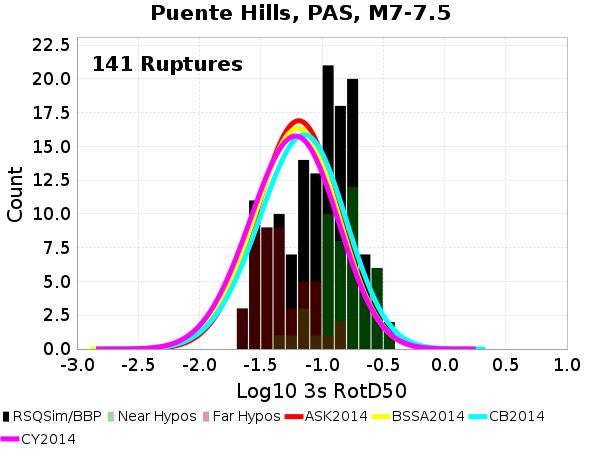 Puente Hills, PAS, M7-7.5
141 Ruptures
Count
22.5
20.0
17.5
15.0
12.5
10.0
7.5
5.0
2.5
0.0
-3.0 -2.5 -2.0 -1.5 -1.0 -0.5 0.0 0.5 1.0
Log10 3s RotD50
RSQSim/BBP Near Hypos Far Hypos ASK2014 BSSA2014 CB2014
CY2014